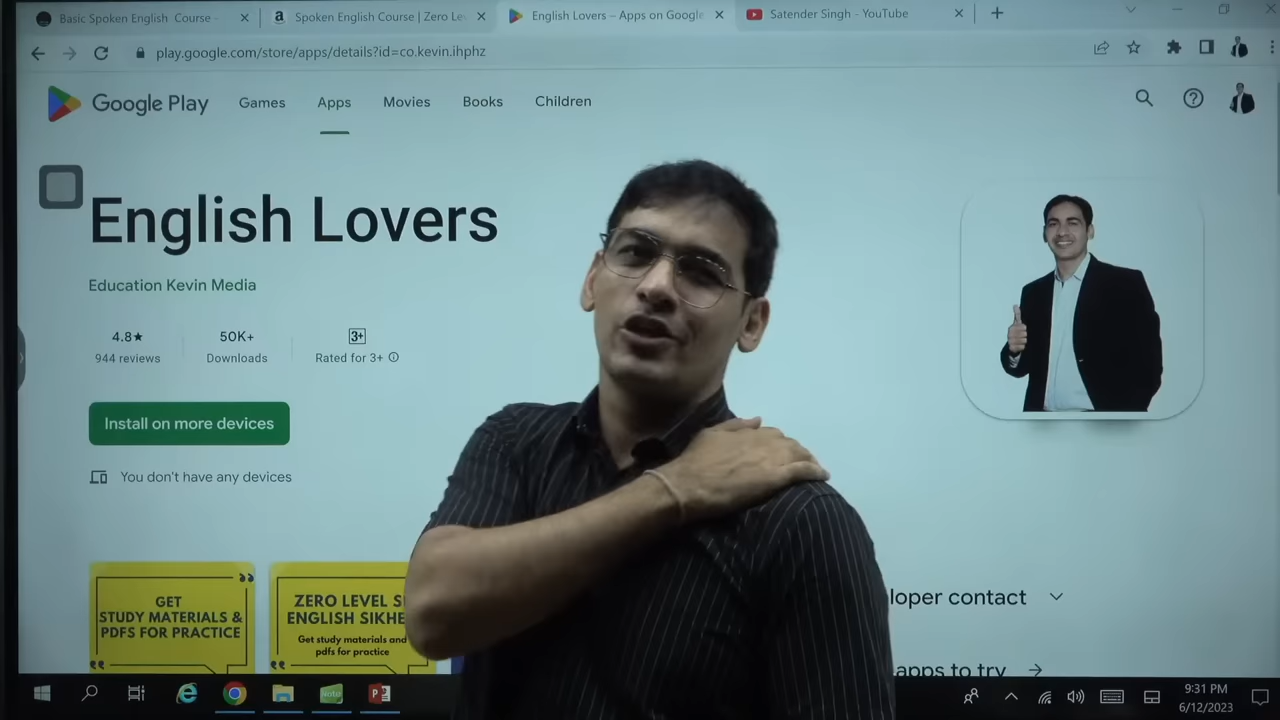 Basic Spoken English Course -
Spoken English Course | Zero Le
English Lovers – Apps on Google
Satender Singh - YouTube
play.google.com/store/apps/details?id=co.kevin.ihphz
Google Play
Games
Apps
Movies
Books
Children
English Lovers
Education Kevin Media
4.8★
944 reviews
50K+
Downloads
3+
Rated for 3+
Install on more devices
You don't have any devices
GET
STUDY MATERIALS &
PDFS FOR PRACTICE
ZERO LEVEL S
ENGLISH SIKHE
Get study materials and
pdfs for practice
loper contact
apps to try
9:31 PM
6/12/2023